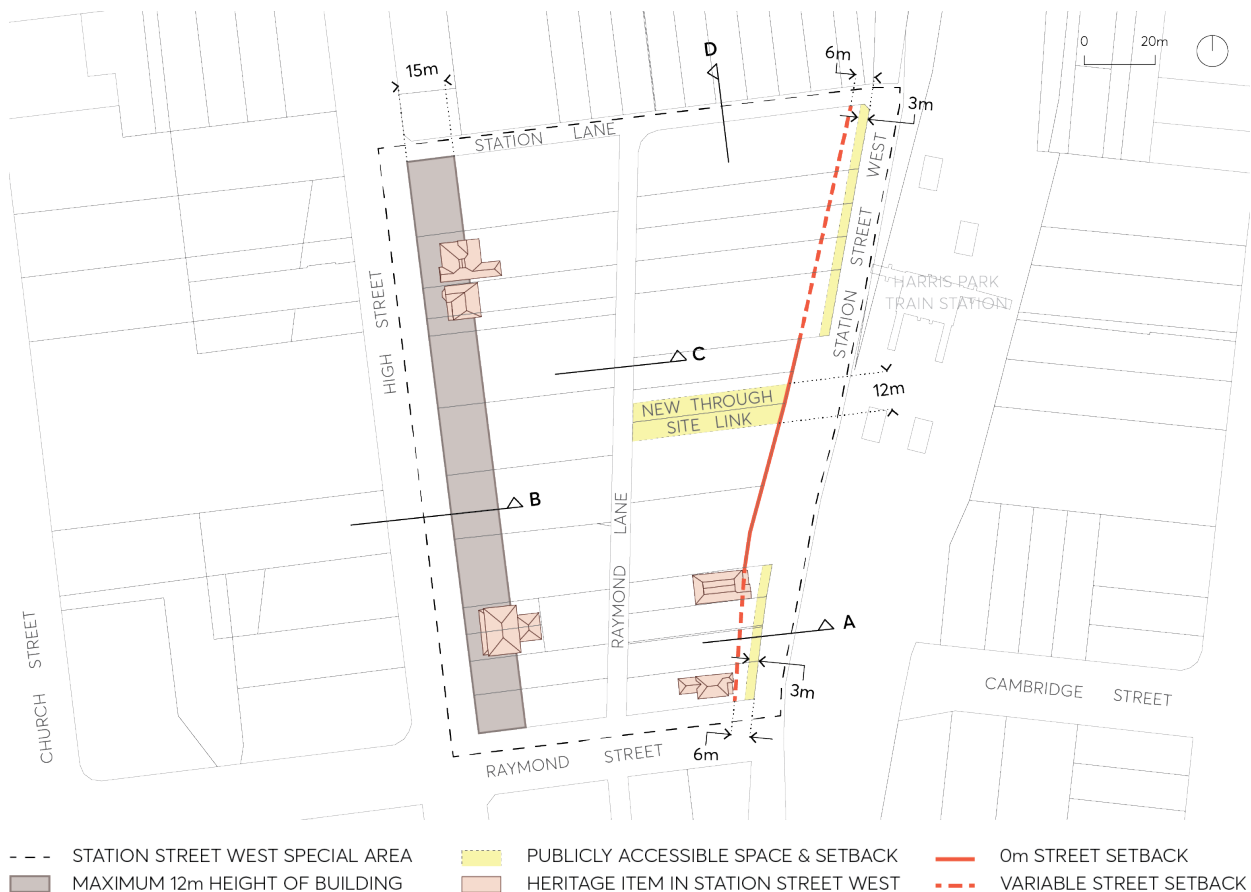 D
6m
0 20m
15m
3m
STATION LANE
STATION STREET WEST
HIGH STREET
HARRIS PARK
TRAIN STATION
C
12m
NEW THROUGH
SITE LINK
B
RAYMOND LANE
A
CHURCH STREET
3m
CAMBRIDGE STREET
6m
RAYMOND STREET
STATION STREET WEST SPECIAL AREA
PUBLICLY ACCESSIBLE SPACE & SETBACK
0m STREET SETBACK
MAXIMUM 12m HEIGHT OF BUILDING
HERITAGE ITEM IN STATION STREET WEST
VARIABLE STREET SETBACK